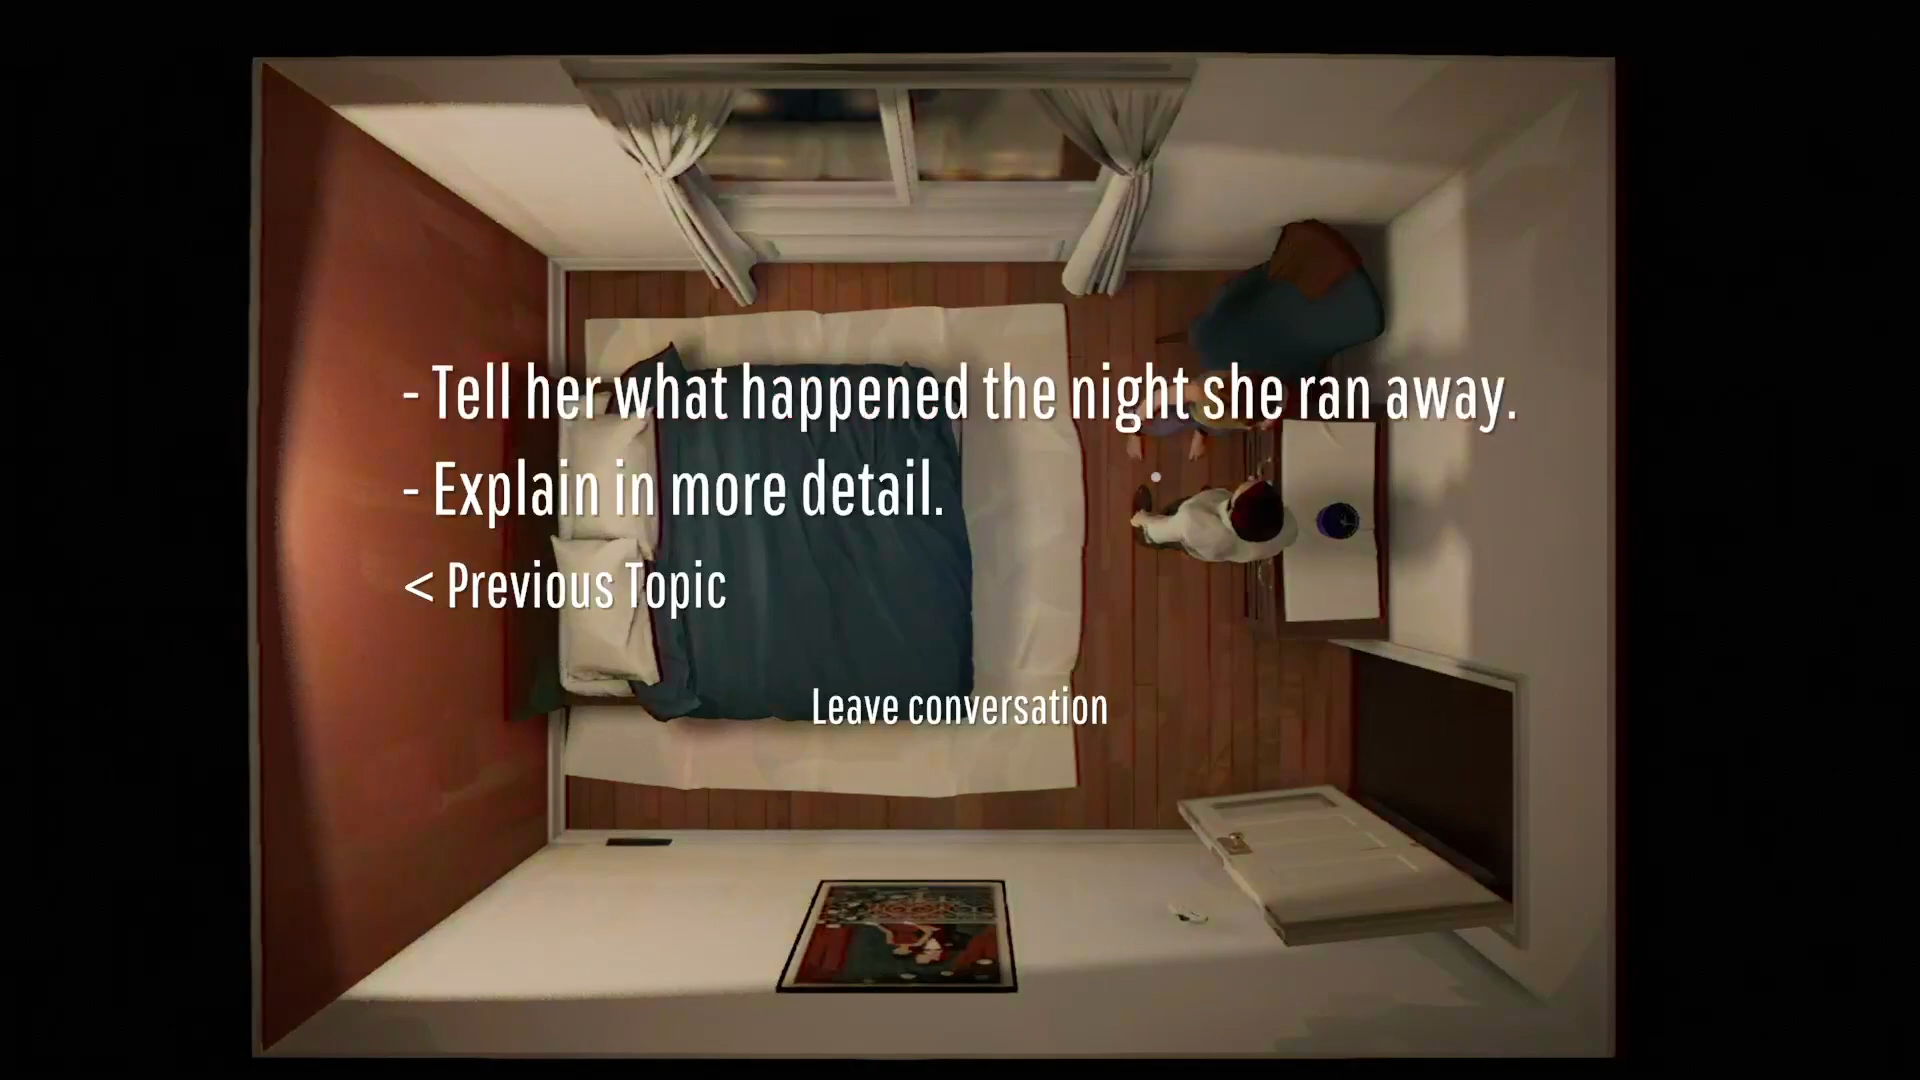 - Tell her what happened the night she ran away.
- Explain in more detail.
< Previous Topic
Leave conversation